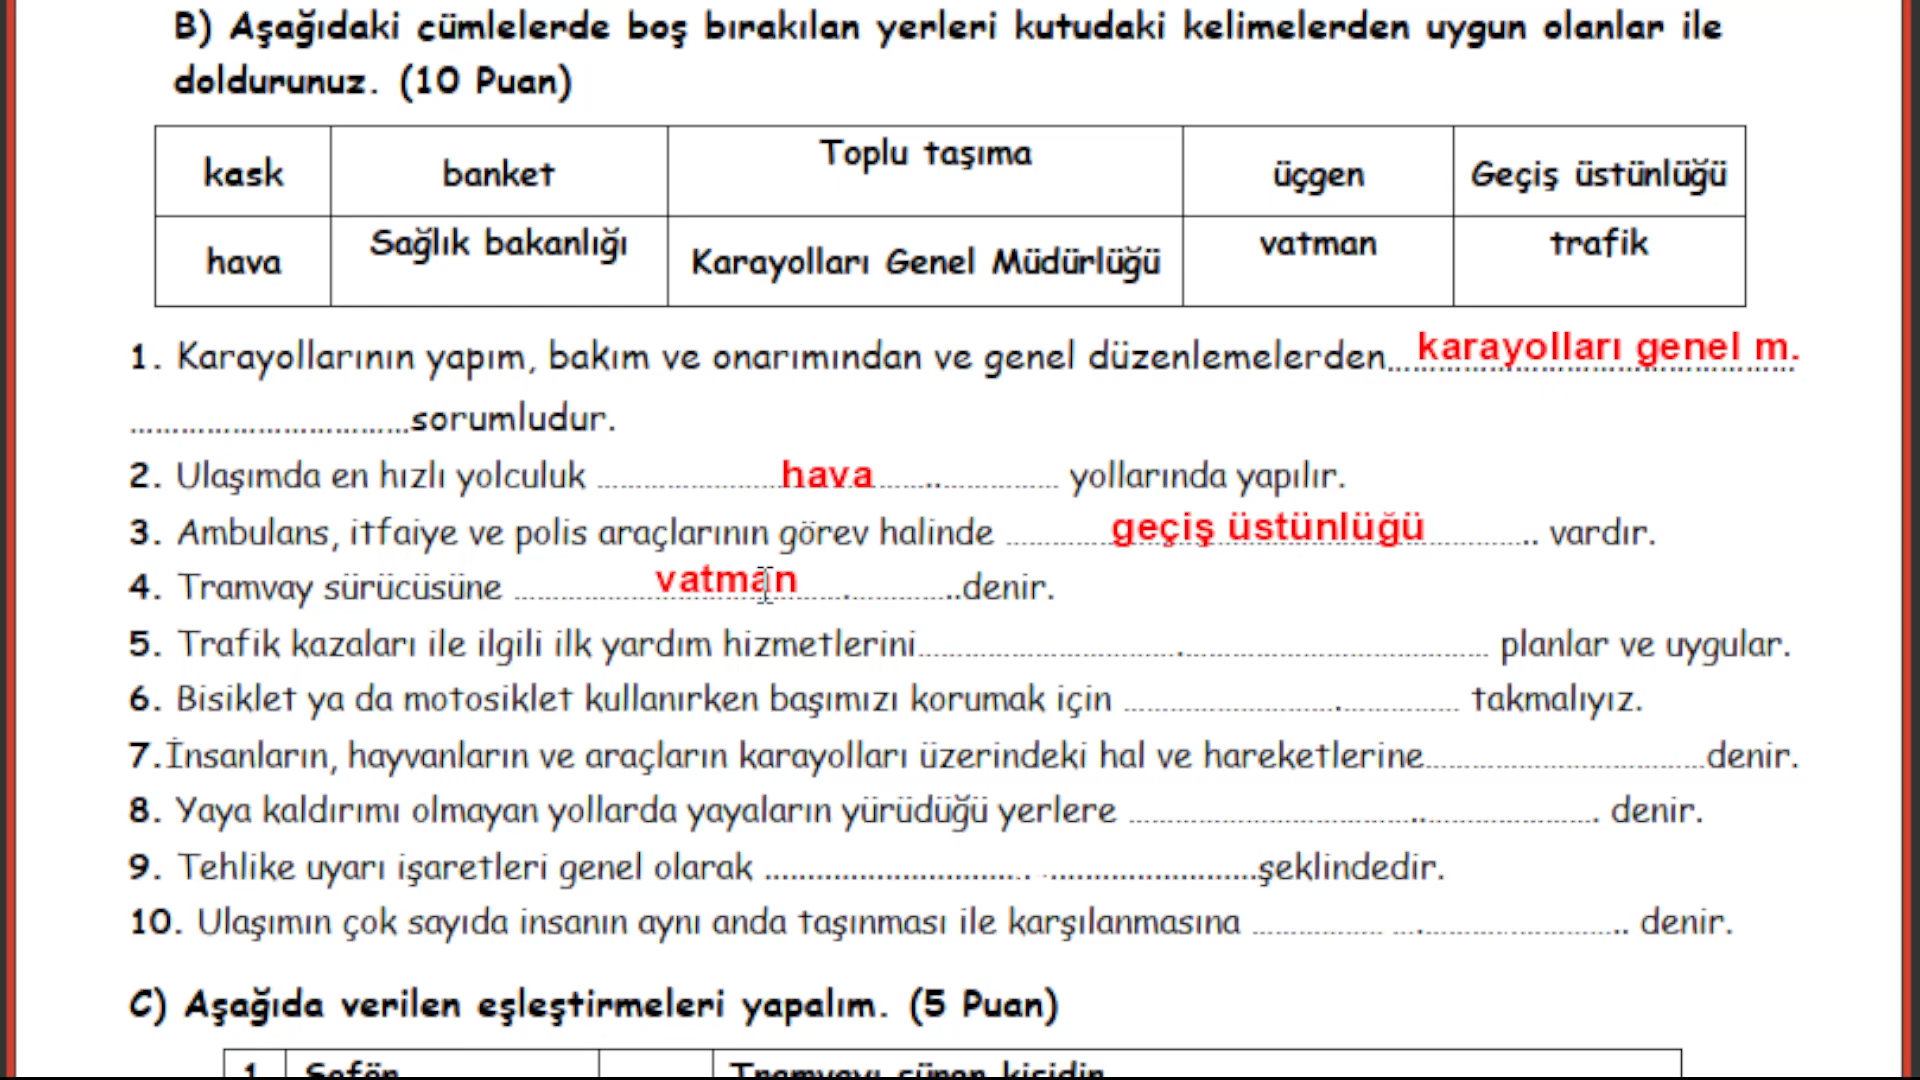 B) Aşağıdaki cümlelerde boş bırakılan yerleri kutudaki kelimelerden uygun olanlar ile
doldurunuz. (10 Puan)
kask banket Toplu taşıma üçgen Geçiş üstünlüğü
hava Sağlık bakanlığı Karayolları Genel Müdürlüğü vatman trafik
1. Karayollarının yapım, bakım ve onarımından ve genel düzenlemelerden karayolları genel m.
................................sorumludur.
2. Ulaşımda en hızlı yolculuk ..................... hava ..................... yollarında yapılır.
3. Ambulans, itfaiye ve polis araçlarının görev halinde ............ geçiş üstünlüğü ............ vardır.
4. Tramvay sürücüsüne ............... vatman ...............denir.
5. Trafik kazaları ile ilgili ilk yardım hizmetlerini............................................................ planlar ve uygular.
6. Bisiklet ya da motosiklet kullanırken başımızı korumak için ........................................ takmalıyız.
7.İnsanların, hayvanların ve araçların karayolları üzerindeki hal ve hareketlerine................................denir.
8. Yaya kaldırımı olmayan yollarda yayaların yürüdüğü yerlere ...................................................... denir.
9. Tehlike uyarı işaretleri genel olarak ......................................................şeklindedir.
10. Ulaşımın çok sayıda insanın aynı anda taşınması ile karşılanmasına ............................................ denir.
C) Aşağıda verilen eşleştirmeleri yapalım. (5 Puan)
1 Şoför Tramvayı süren kişidir